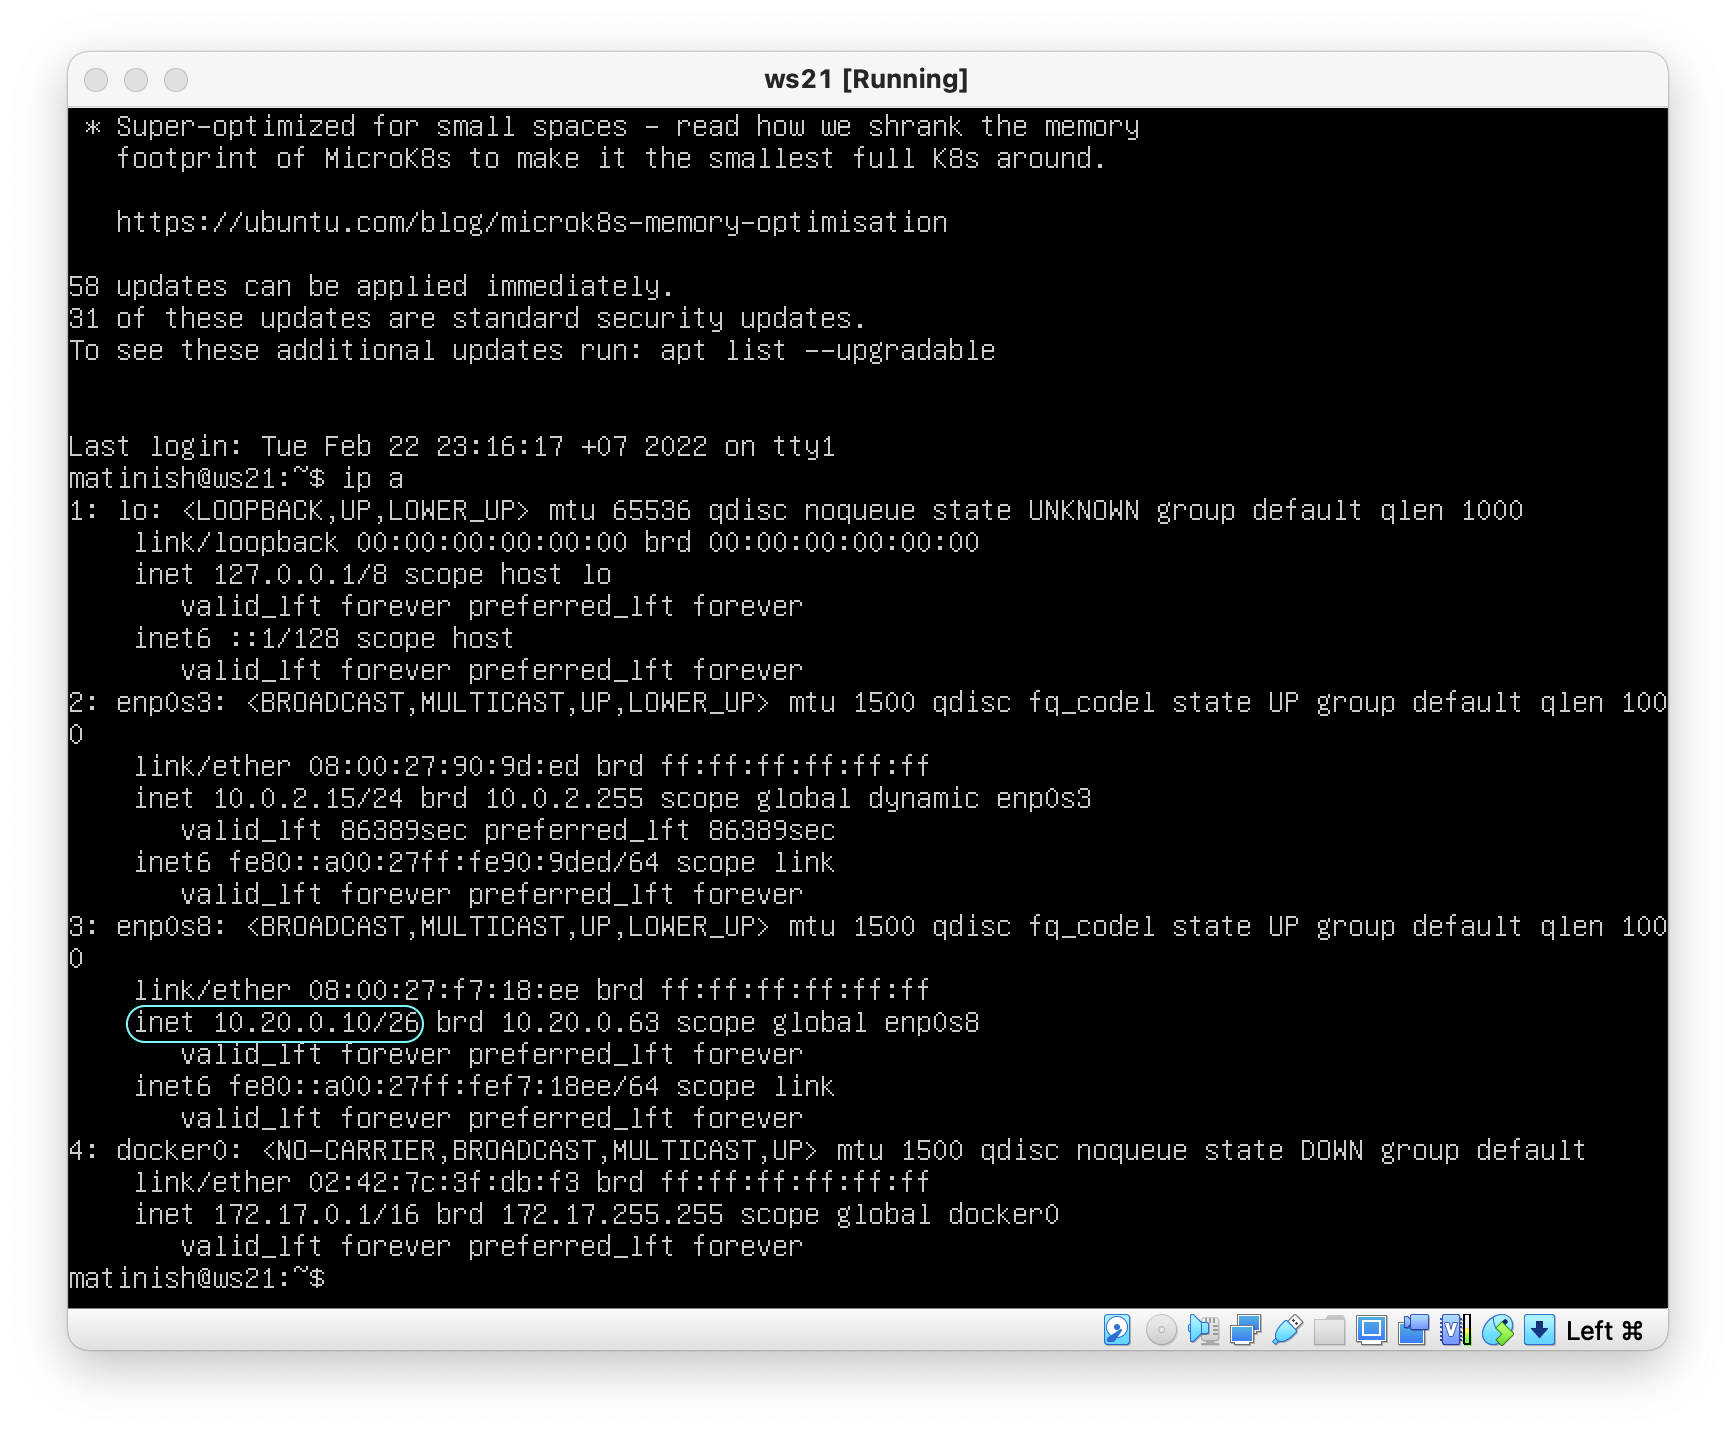 ws21 [Running]
* Super-optimized for small spaces - read how we shrank the memory
footprint of MicroK8s to make it the smallest full K8s around.
https://ubuntu.com/blog/microk8s-memory-optimisation
58 updates can be applied immediately.
31 of these updates are standard security updates.
To see these additional updates run: apt list --upgradable
Last login: Tue Feb 22 23:16:17 +07 2022 on tty1
matinish@ws21:~$ ip a
1: lo: <LOOPBACK,UP,LOWER_UP> mtu 65536 qdisc noqueue state UNKNOWN group default qlen 1000
link/loopback 00:00:00:00:00:00 brd 00:00:00:00:00:00
inet 127.0.0.1/8 scope host lo
valid_lft forever preferred_lft forever
inet6 ::1/128 scope host
valid_lft forever preferred_lft forever
2: enp0s3: <BROADCAST,MULTICAST,UP,LOWER_UP> mtu 1500 qdisc fq_codel state UP group default qlen 100
0
link/ether 08:00:27:90:9d:ed brd ff:ff:ff:ff:ff:ff
inet 10.0.2.15/24 brd 10.0.2.255 scope global dynamic enp0s3
valid_lft 86389sec preferred_lft 86389sec
inet6 fe80::a00:27ff:fe90:9ded/64 scope link
valid_lft forever preferred_lft forever
3: enp0s8: <BROADCAST,MULTICAST,UP,LOWER_UP> mtu 1500 qdisc fq_codel state UP group default qlen 100
0
link/ether 08:00:27:f7:18:ee brd ff:ff:ff:ff:ff:ff
inet 10.20.0.10/26 brd 10.20.0.63 scope global enp0s8
valid_lft forever preferred_lft forever
inet6 fe80::a00:27ff:fef7:18ee/64 scope link
valid_lft forever preferred_lft forever
4: docker0: <NO-CARRIER,BROADCAST,MULTICAST,UP> mtu 1500 qdisc noqueue state DOWN group default
link/ether 02:42:7c:3f:db:f3 brd ff:ff:ff:ff:ff:ff
inet 172.17.0.1/16 brd 172.17.255.255 scope global docker0
valid_lft forever preferred_lft forever
matinish@ws21:~$
Left ⌘